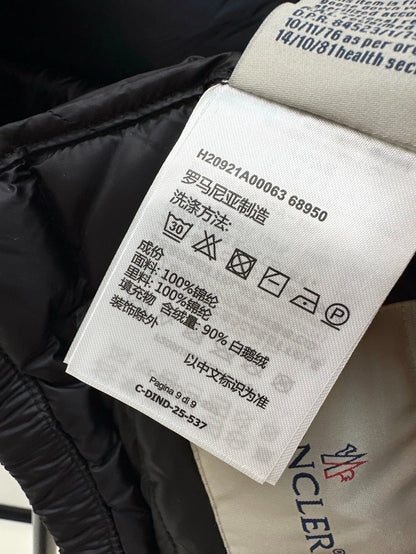 10/11/76 as per or
14/10/81 health sec
H20921A00063 68950
罗马尼亚制造
洗涤方法:
30
P
成份
面料: 100%锦纶
里料: 100%锦纶
填充物 含绒量: 90% 白鹅绒
装饰除外
以中文标识为准
Pagina 9 di 9
C-DIND-25-537
NCLER